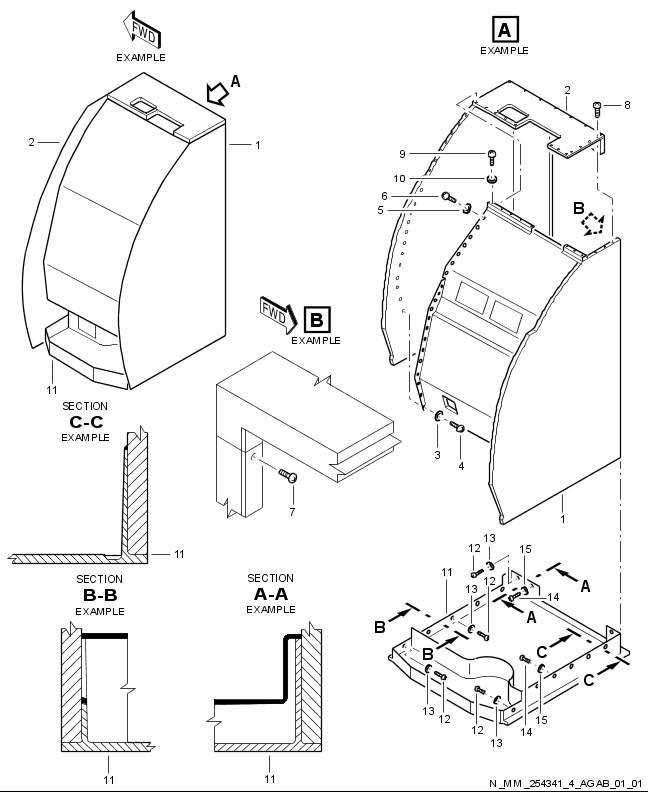 FWD
EXAMPLE
A
2
1
11
A
EXAMPLE
2
8
9
10
6
5
B
3
4
1
FWD
B
EXAMPLE
7
SECTION
C-C
EXAMPLE
11
SECTION
B-B
EXAMPLE
11
SECTION
A-A
EXAMPLE
11
13
12
15
11
13
12
14
A
A
B
B
C
C
13
12
12
13
14
15
N_MM_254341_4_AGAB_01_01